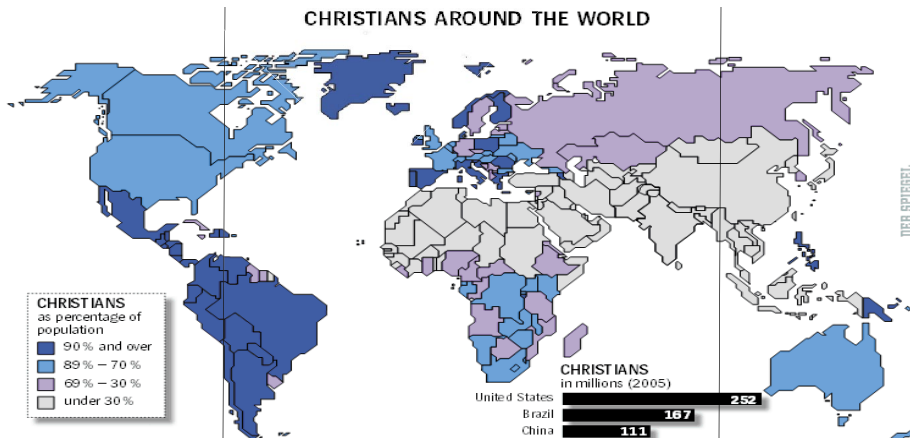 CHRISTIANS AROUND THE WORLD
DER SPIEGEL
CHRISTIANS
as percentage of
population
90% and over
89% – 70%
69% – 30%
under 30%
CHRISTIANS
in millions (2005)
United States 252
Brazil 167
China 111